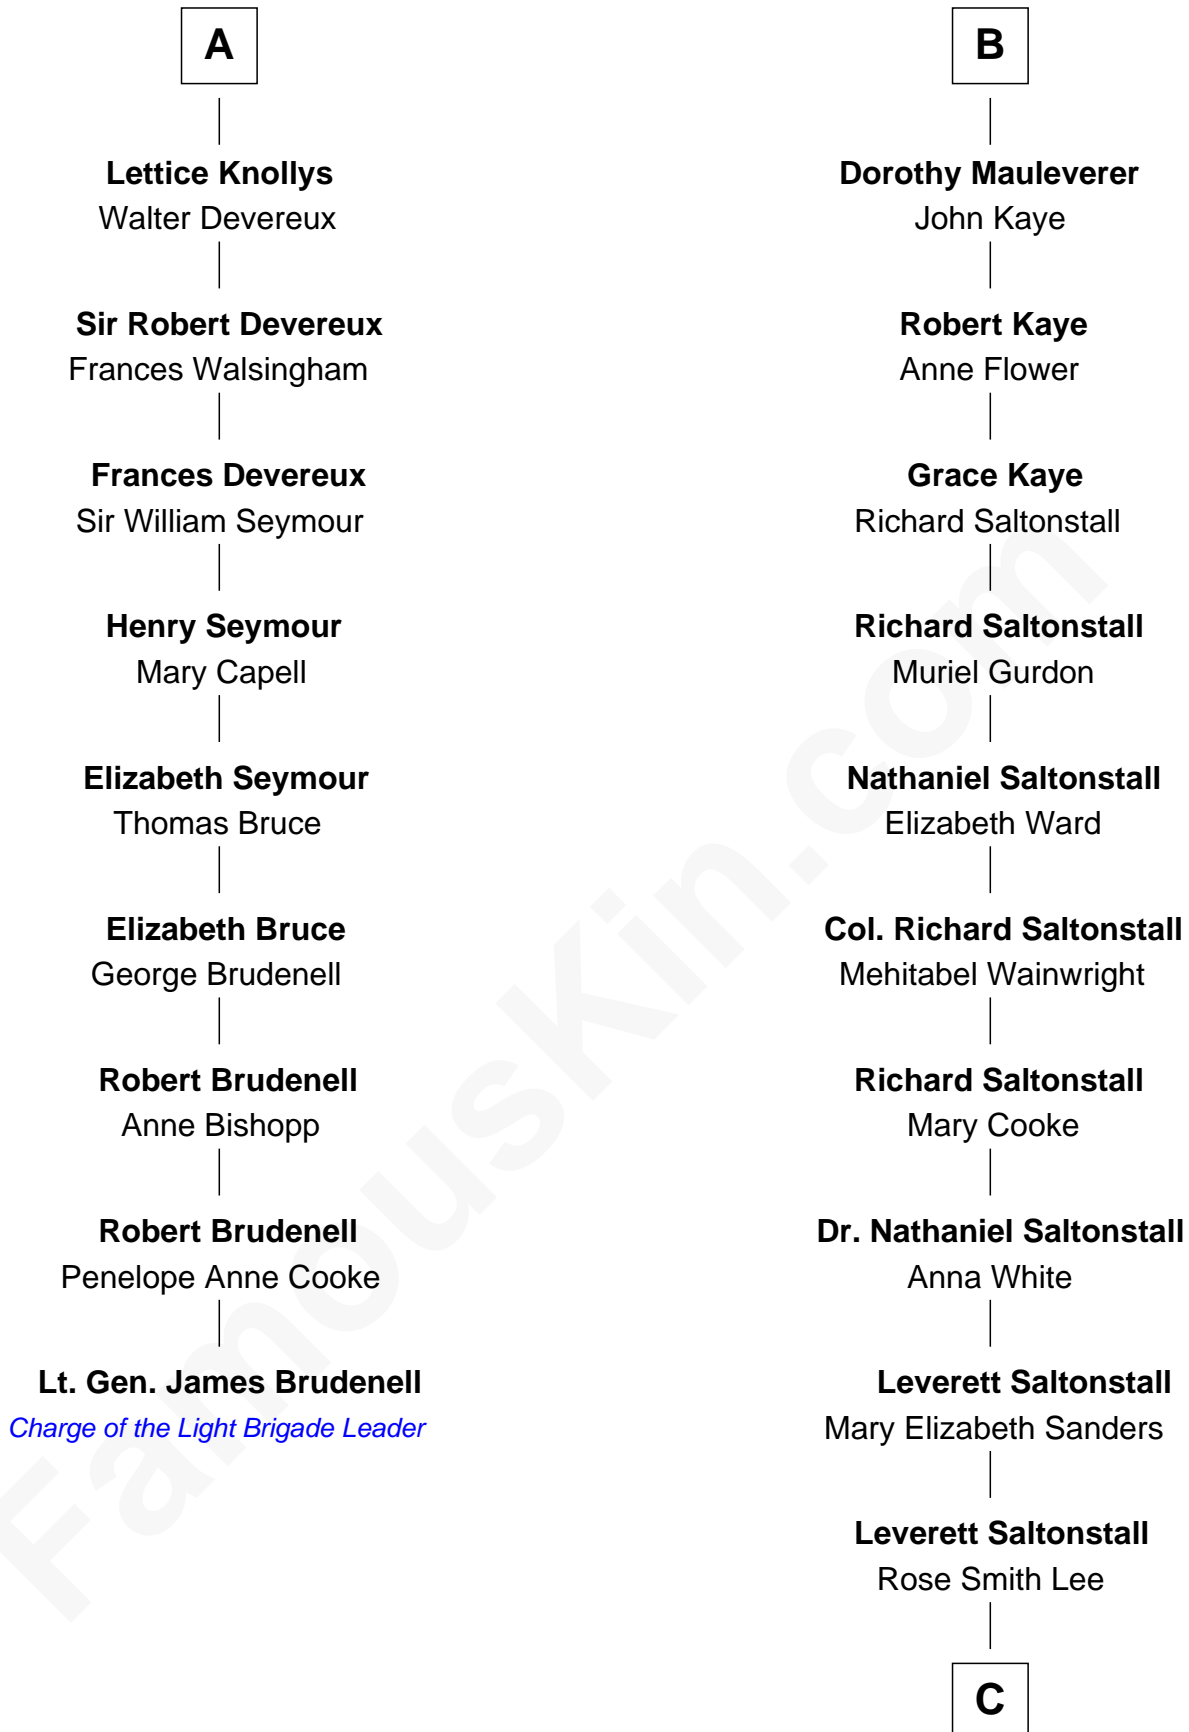 A
Lettice Knollys
Walter Devereux
Sir Robert Devereux
Frances Walsingham
Frances Devereux
Sir William Seymour
Henry Seymour
Mary Capell
Elizabeth Seymour
Thomas Bruce
Elizabeth Bruce
George Brudenell
Robert Brudenell
Anne Bishopp
Robert Brudenell
Penelope Anne Cooke
Lt. Gen. James Brudenell
Charge of the Light Brigade Leader
B
Dorothy Mauleverer
John Kaye
Robert Kaye
Anne Flower
Grace Kaye
Richard Saltonstall
Richard Saltonstall
Muriel Gurdon
Nathaniel Saltonstall
Elizabeth Ward
Col. Richard Saltonstall
Mehitabel Wainwright
Richard Saltonstall
Mary Cooke
Dr. Nathaniel Saltonstall
Anna White
Leverett Saltonstall
Mary Elizabeth Sanders
Leverett Saltonstall
Rose Smith Lee
C
FamousKin.com